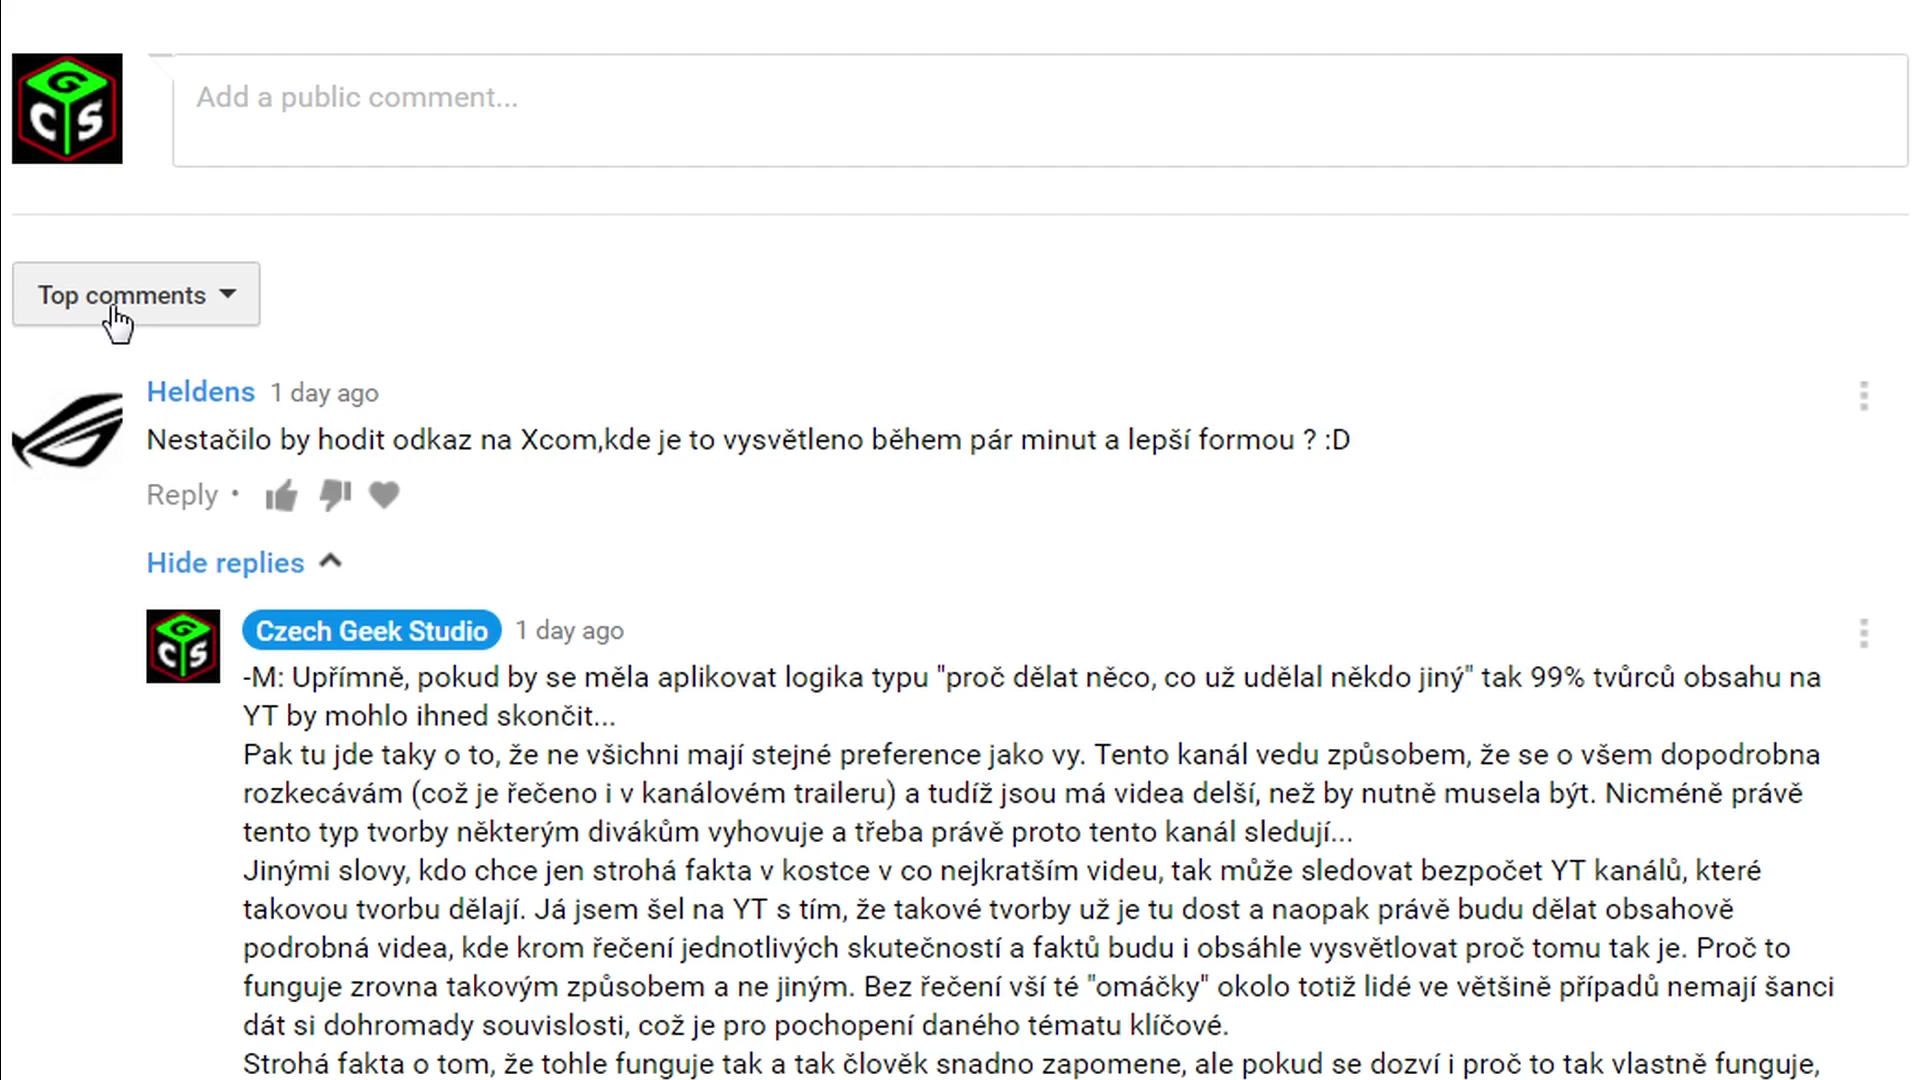 G
C S
Add a public comment...
Top comments
Heldens 1 day ago
Nestačilo by hodit odkaz na Xcom,kde je to vysvětleno během pár minut a lepší formou ? :D
Reply •
Hide replies
G
C S
Czech Geek Studio 1 day ago
-M: Upřímně, pokud by se měla aplikovat logika typu "proč dělat něco, co už udělal někdo jiný" tak 99% tvůrců obsahu na
YT by mohlo ihned skončit...
Pak tu jde taky o to, že ne všichni mají stejné preference jako vy. Tento kanál vedu způsobem, že se o všem dopodrobna
rozkecávám (což je řečeno i v kanálovém traileru) a tudíž jsou má videa delší, než by nutně musela být. Nicméně právě
tento typ tvorby některým divákům vyhovuje a třeba právě proto tento kanál sledují...
Jinými slovy, kdo chce jen strohá fakta v kostce v co nejkratším videu, tak může sledovat bezpočet YT kanálů, které
takovou tvorbu dělají. Já jsem šel na YT s tím, že takové tvorby už je tu dost a naopak právě budu dělat obsahově
podrobná videa, kde krom řečení jednotlivých skutečností a faktů budu i obsáhle vysvětlovat proč tomu tak je. Proč to
funguje zrovna takovým způsobem a ne jiným. Bez řečení vší té "omáčky" okolo totiž lidé ve většině případů nemají šanci
dát si dohromady souvislosti, což je pro pochopení daného tématu klíčové.
Strohá fakta o tom, že tohle funguje tak a tak člověk snadno zapomene, ale pokud se dozví i proč to tak vlastně funguje,